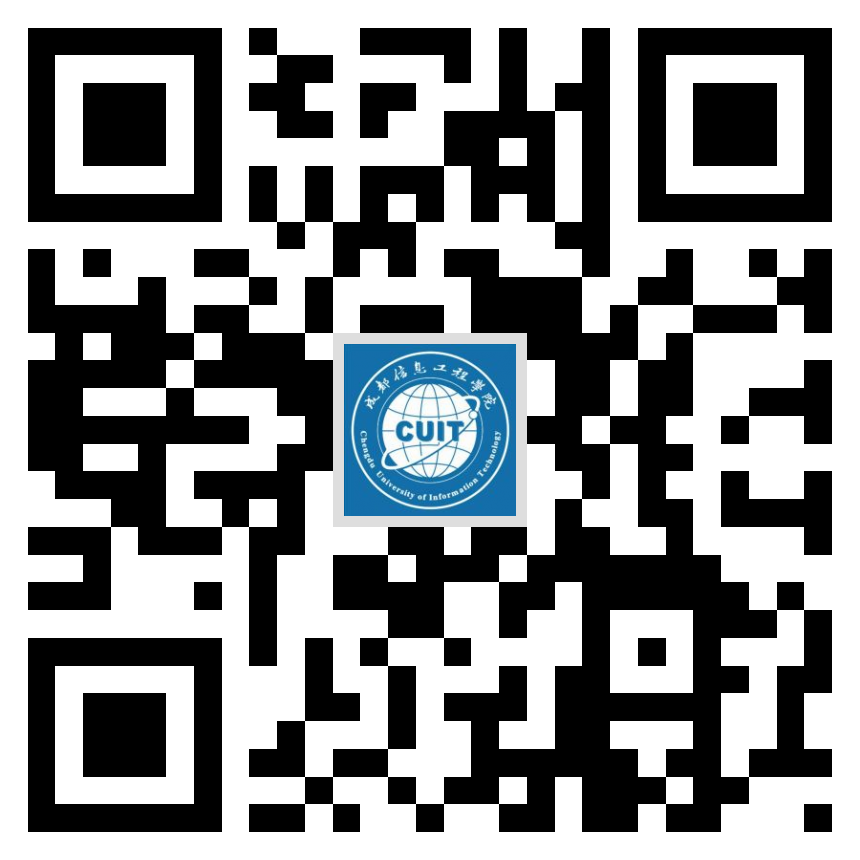 成都信息工程学院
CUIT
Chengdu University of Information Technology